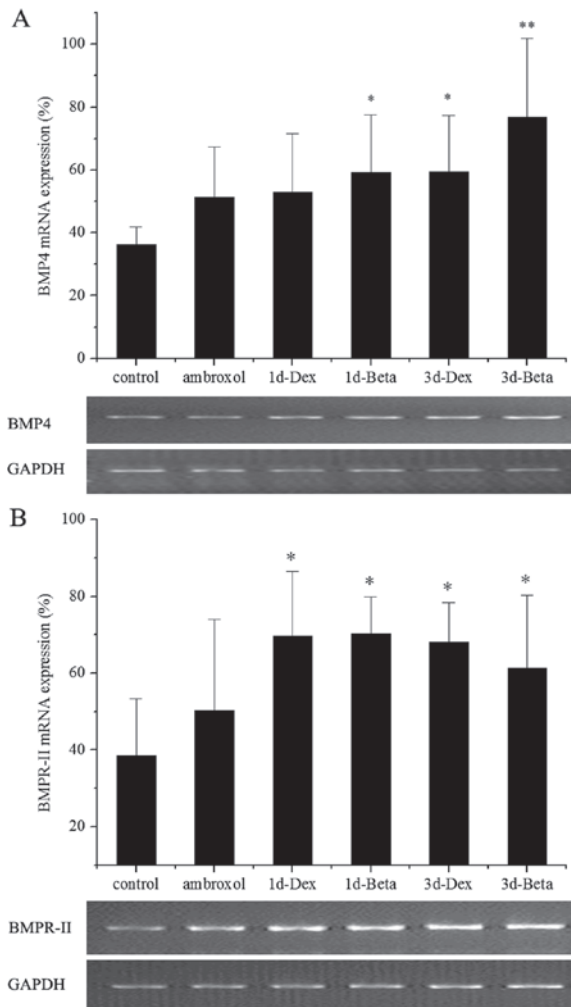 A
BMP4 mRNA expression (%)
100
80
60
40
20
0
*
*
**
control ambroxol 1d-Dex 1d-Beta 3d-Dex 3d-Beta
BMP4
GAPDH
B
BMPR-II mRNA expression (%)
100
80
60
40
20
*
*
*
*
control ambroxol 1d-Dex 1d-Beta 3d-Dex 3d-Beta
BMPR-II
GAPDH